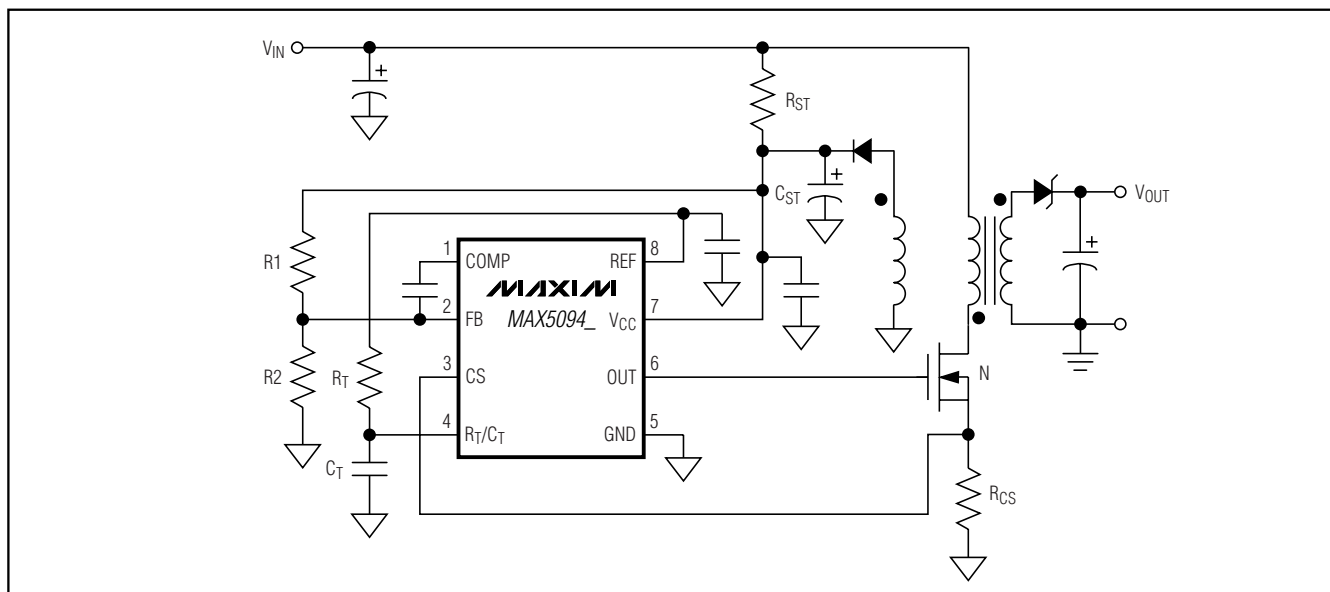 V_IN
R_ST
C_ST
V_OUT
R1
1
8
COMP
REF
MAXIM
MAX5094_
2
7
FB
V_CC
R2
R_T
3
6
CS
OUT
N
4
5
R_T/C_T
GND
C_T
R_CS